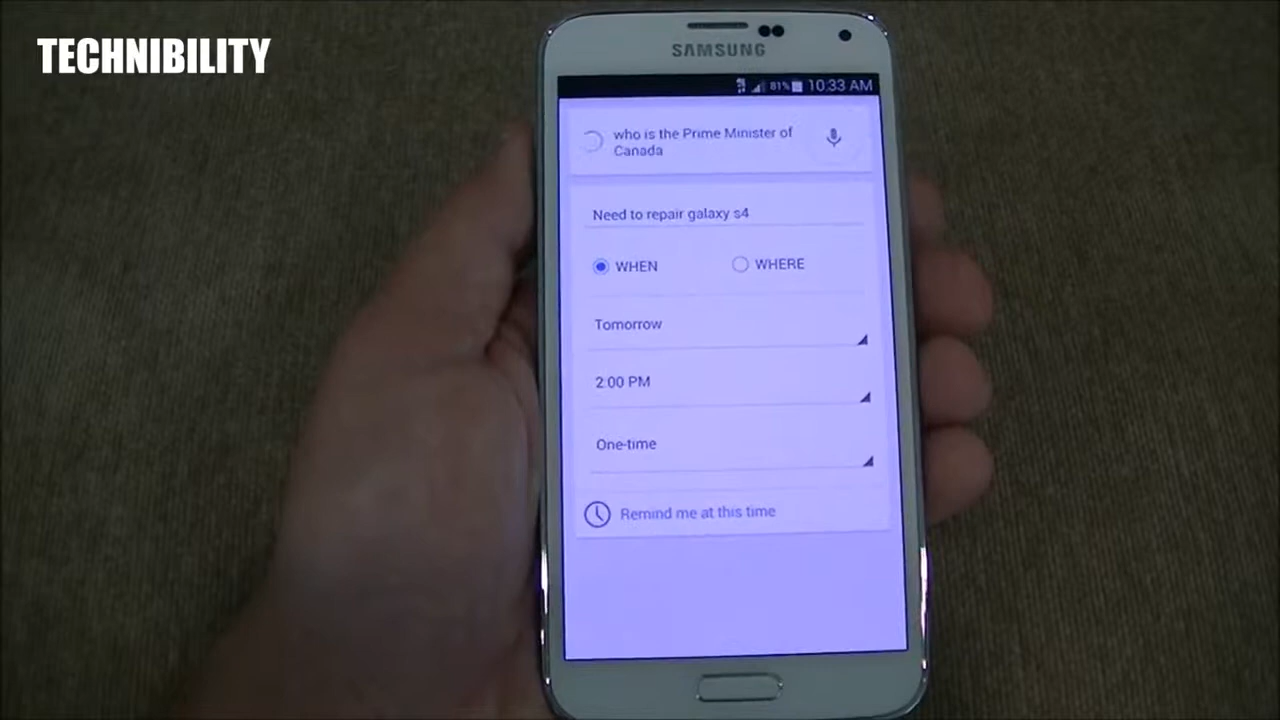 TECHNIBILITY
SAMSUNG
81% 10:33 AM
who is the Prime Minister of
Canada
Need to repair galaxy s4
WHEN WHERE
Tomorrow
2:00 PM
One-time
Remind me at this time